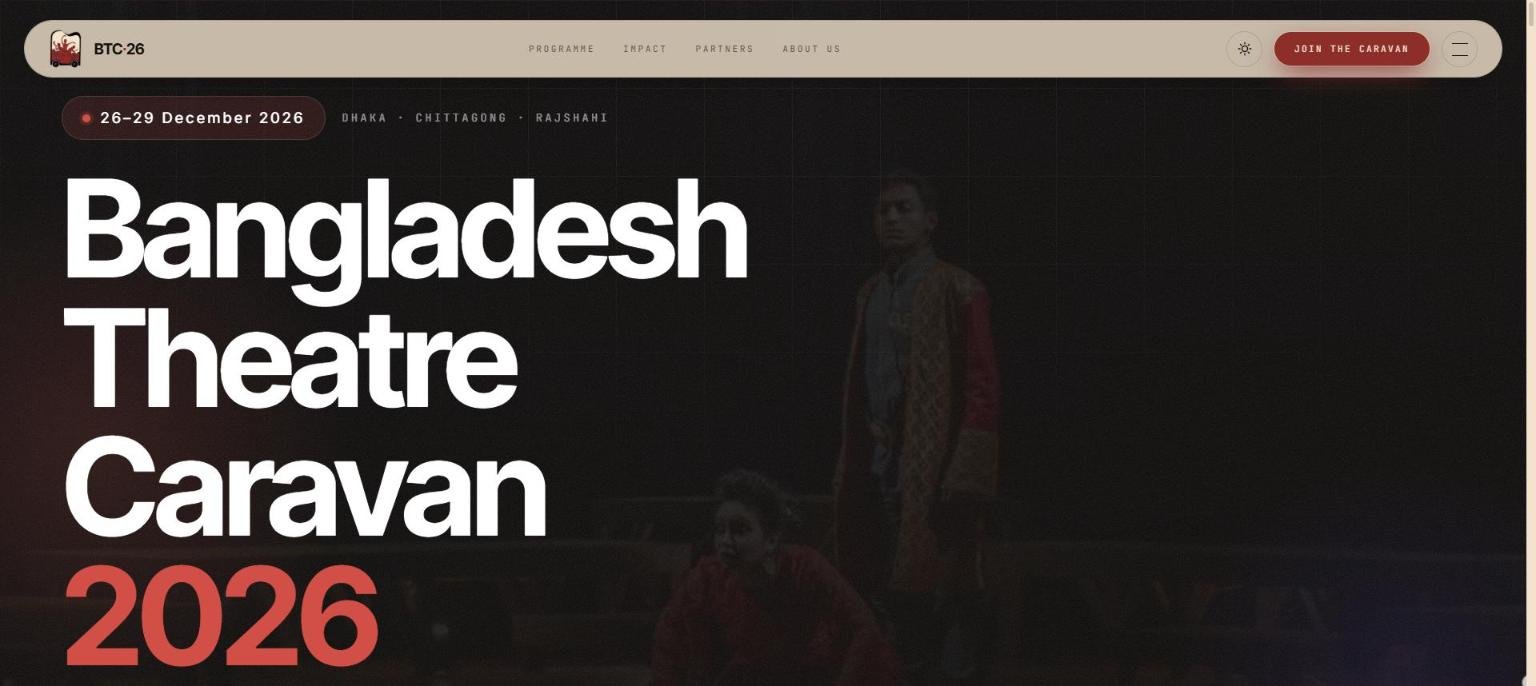 BTC·26
PROGRAMME IMPACT PARTNERS ABOUT US
JOIN THE CARAVAN
26–29 December 2026
DHAKA · CHITTAGONG · RAJSHAHI
Bangladesh
Theatre
Caravan
2026